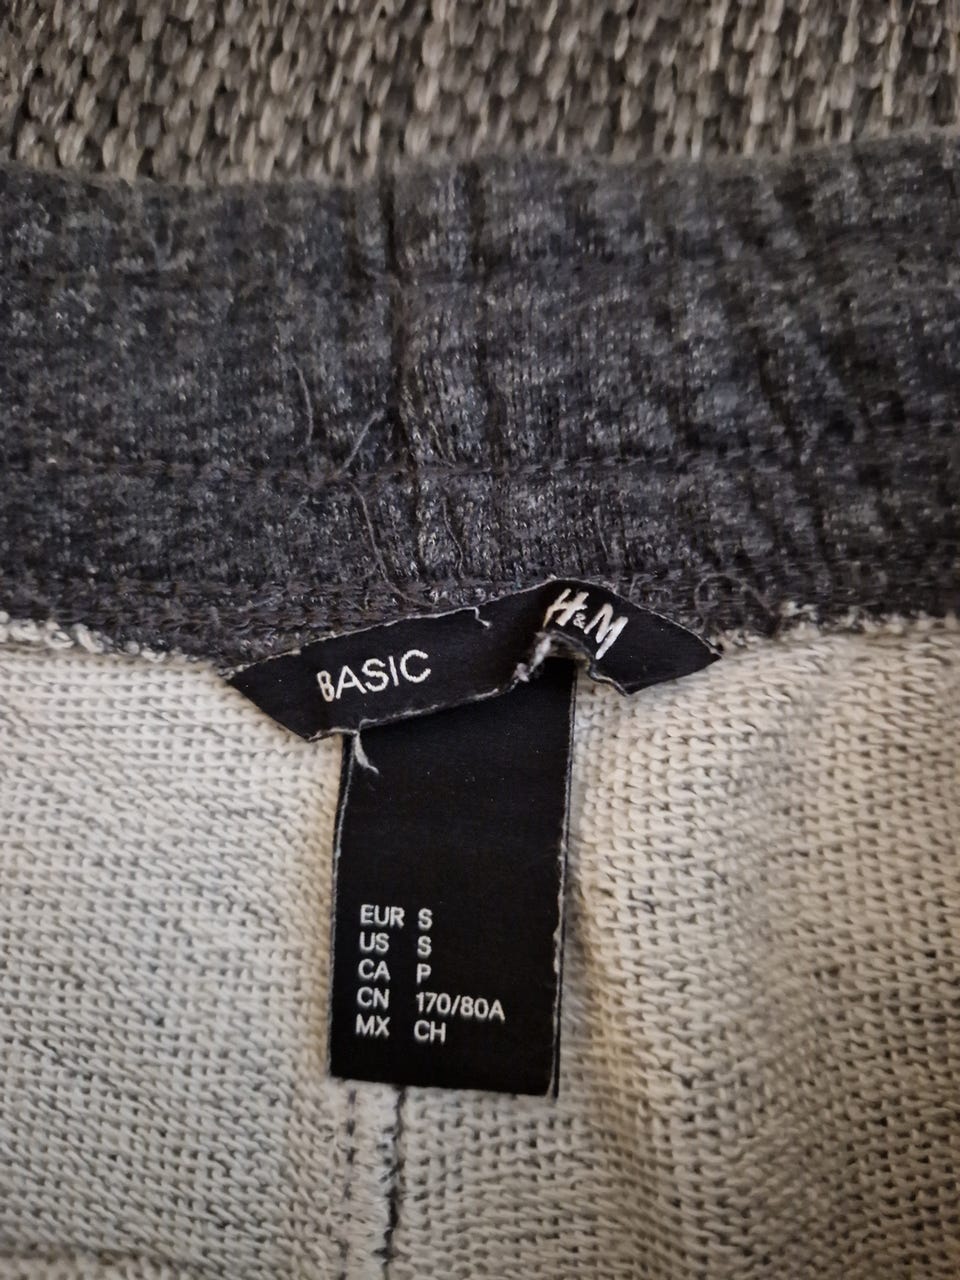 BASIC H&M
EUR S
US S
CA P
CN 170/80A
MX CH